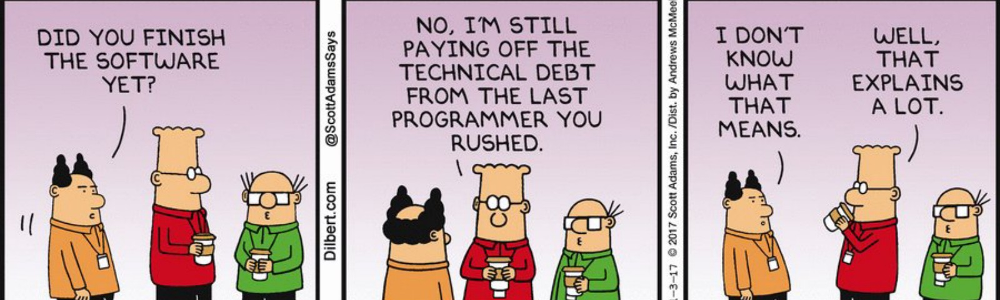 DID YOU FINISH
THE SOFTWARE
YET?
Dilbert.com @ScottAdamsSays
NO, I'M STILL
PAYING OFF THE
TECHNICAL DEBT
FROM THE LAST
PROGRAMMER YOU
RUSHED.
1-3-17 © 2017 Scott Adams, Inc. /Dist. by Andrews McMee
I DON'T
KNOW
WHAT
THAT
MEANS.
WELL,
THAT
EXPLAINS
A LOT.